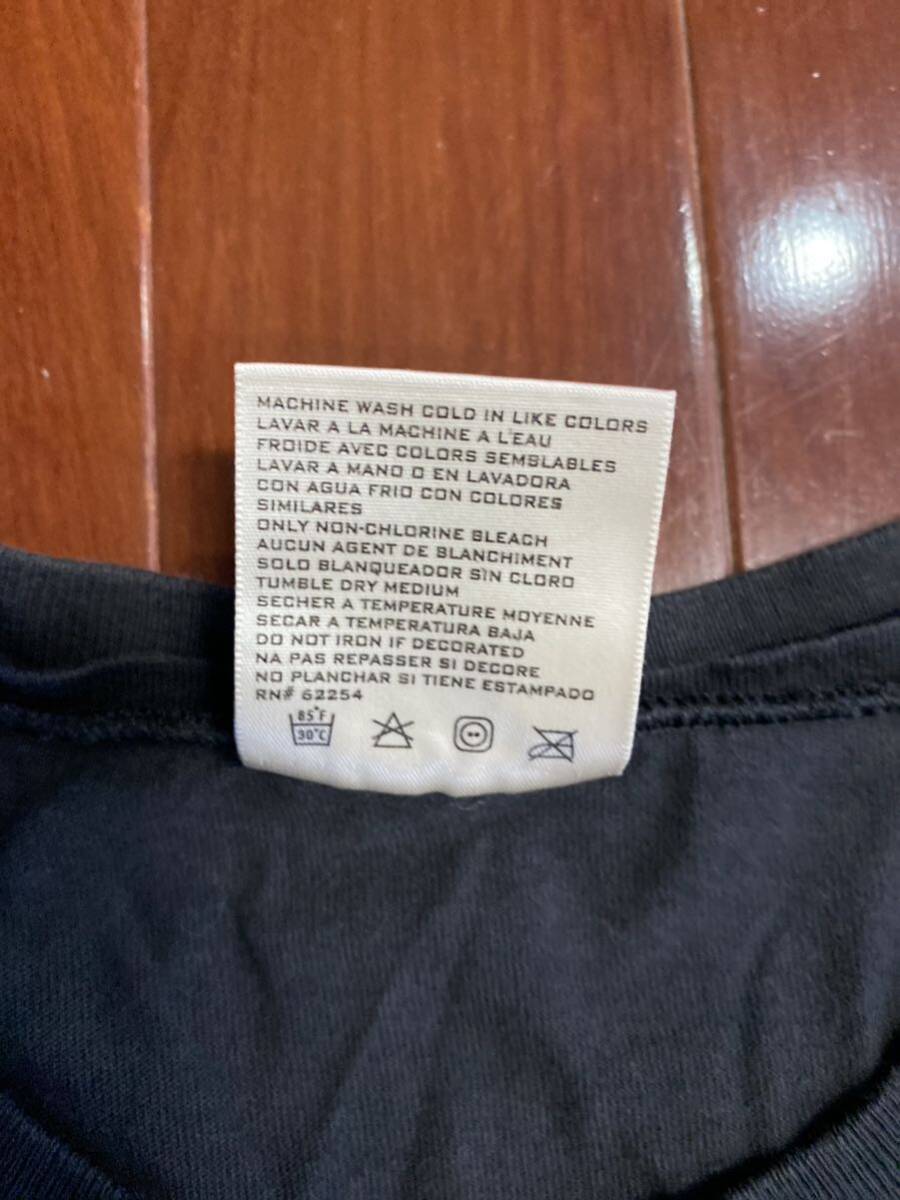 MACHINE WASH COLD IN LIKE COLORS
LAVAR A LA MACHINE A L'EAU
FROIDE AVEC COLORS SEMBLABLES
LAVAR A MANO O EN LAVADORA
CON AGUA FRIO CON COLORES
SIMILARES
ONLY NON-CHLORINE BLEACH
AUCUN AGENT DE BLANCHIMENT
SOLO BLANQUEADOR SIN CLORO
TUMBLE DRY MEDIUM
SECHER A TEMPERATURE MOYENNE
SECAR A TEMPERATURA BAJA
DO NOT IRON IF DECORATED
NA PAS REPASSER SI DECORE
NO PLANCHAR SI TIENE ESTAMPADO
RN# 62254
85°F
30°C